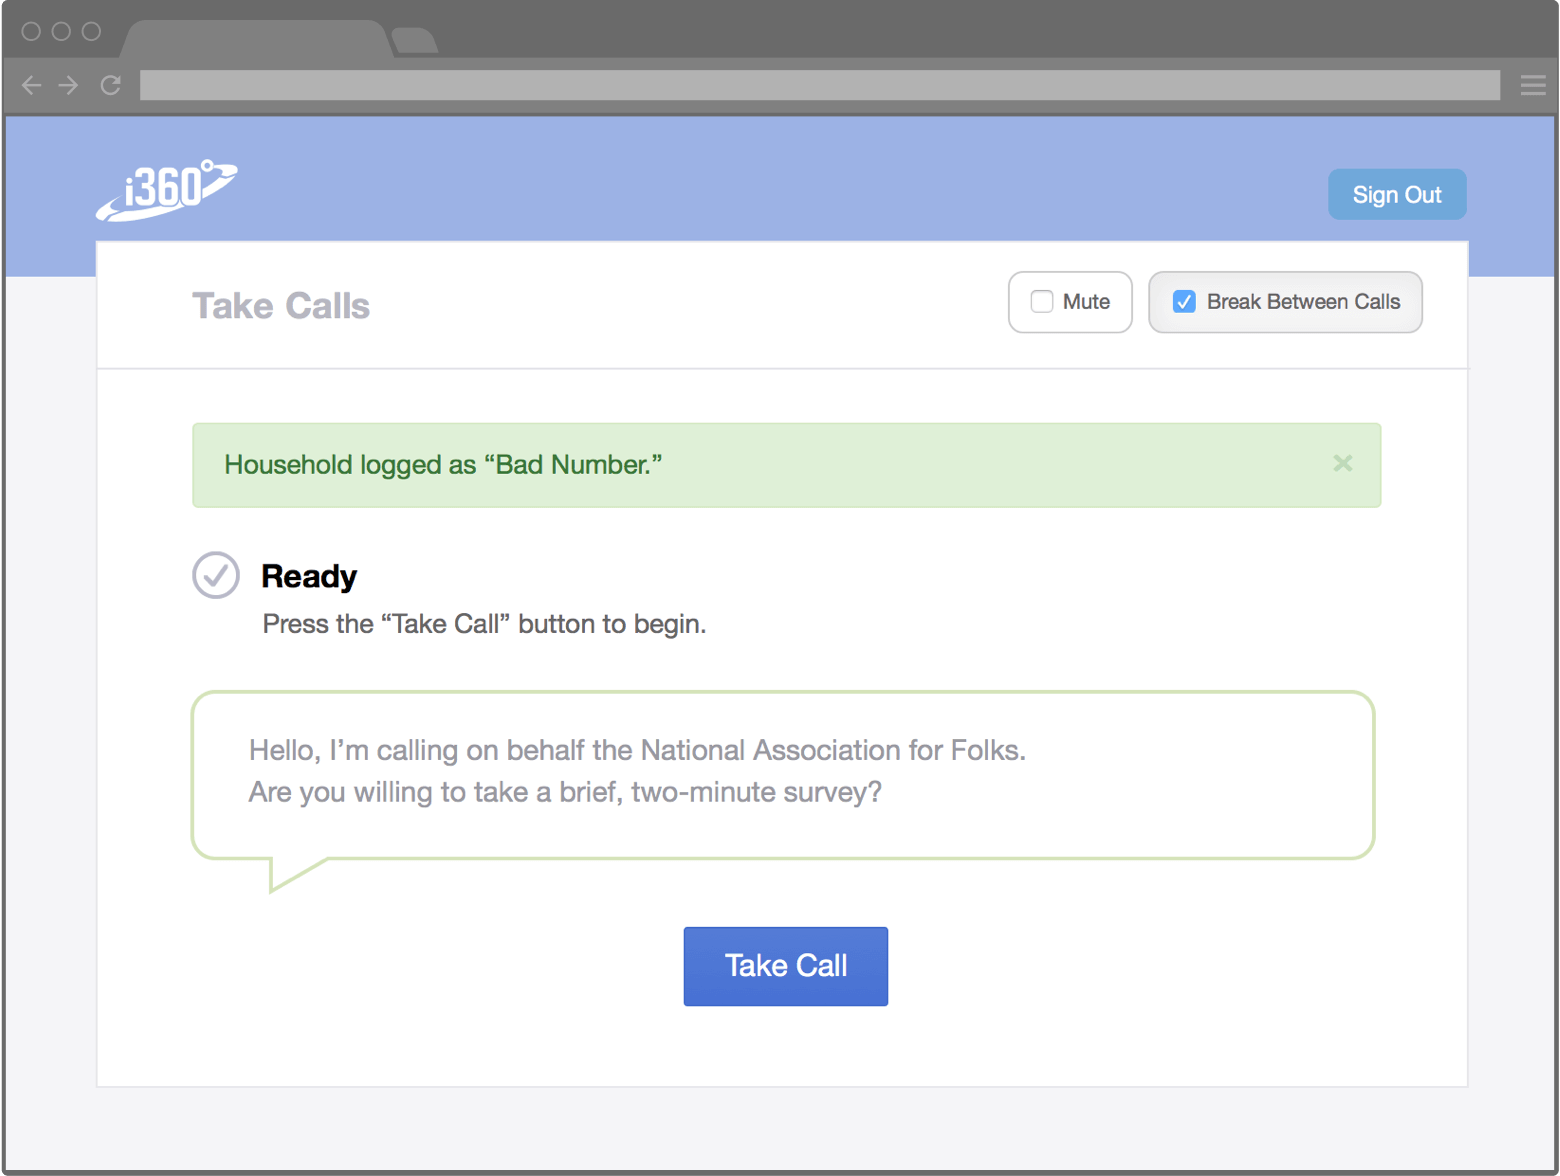 i360°
Sign Out
Take Calls
Mute
Break Between Calls
Household logged as “Bad Number.”
Ready
Press the “Take Call” button to begin.
Hello, I’m calling on behalf the National Association for Folks.
Are you willing to take a brief, two-minute survey?
Take Call